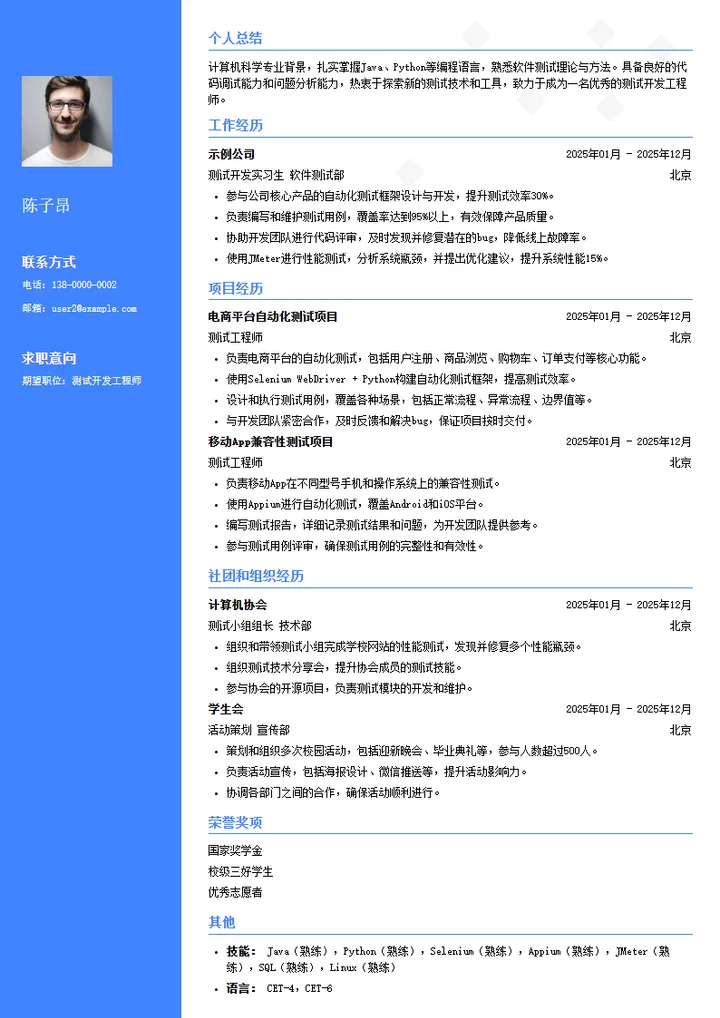 陈子昂
联系方式
电话：138-0000-0002
邮箱：user2@example.com
求职意向
期望职位：测试开发工程师
个人总结
计算机科学专业背景，扎实掌握Java、Python等编程语言，熟悉软件测试理论与方法。具备良好的代
码调试能力和问题分析能力，热衷于探索新的测试技术和工具，致力于成为一名优秀的测试开发工程
师。
工作经历
示例公司 2025年01月 - 2025年12月
测试开发实习生 软件测试部 北京
• 参与公司核心产品的自动化测试框架设计与开发，提升测试效率30%。
• 负责编写和维护测试用例，覆盖率达到95%以上，有效保障产品质量。
• 协助开发团队进行代码评审，及时发现并修复潜在的bug，降低线上故障率。
• 使用JMeter进行性能测试，分析系统瓶颈，并提出优化建议，提升系统性能15%。
项目经历
电商平台自动化测试项目 2025年01月 - 2025年12月
测试工程师 北京
• 负责电商平台的自动化测试，包括用户注册、商品浏览、购物车、订单支付等核心功能。
• 使用Selenium WebDriver + Python构建自动化测试框架，提高测试效率。
• 设计和执行测试用例，覆盖各种场景，包括正常流程、异常流程、边界值等。
• 与开发团队紧密合作，及时反馈和解决bug，保证项目按时交付。
移动App兼容性测试项目 2025年01月 - 2025年12月
测试工程师 北京
• 负责移动App在不同型号手机和操作系统上的兼容性测试。
• 使用Appium进行自动化测试，覆盖Android和iOS平台。
• 编写测试报告，详细记录测试结果和问题，为开发团队提供参考。
• 参与测试用例评审，确保测试用例的完整性和有效性。
社团和组织经历
计算机协会 2025年01月 - 2025年12月
测试小组组长 技术部 北京
• 组织和带领测试小组完成学校网站的性能测试，发现并修复多个性能瓶颈。
• 组织测试技术分享会，提升协会成员的测试技能。
• 参与协会的开源项目，负责测试模块的开发和维护。
学生会 2025年01月 - 2025年12月
活动策划 宣传部 北京
• 策划和组织多次校园活动，包括迎新晚会、毕业典礼等，参与人数超过500人。
• 负责活动宣传，包括海报设计、微信推送等，提升活动影响力。
• 协调各部门之间的合作，确保活动顺利进行。
荣誉奖项
国家奖学金
校级三好学生
优秀志愿者
其他
• 技能： Java（熟练），Python（熟练），Selenium（熟练），Appium（熟练），JMeter（熟
练），SQL（熟练），Linux（熟练）
• 语言： CET-4，CET-6